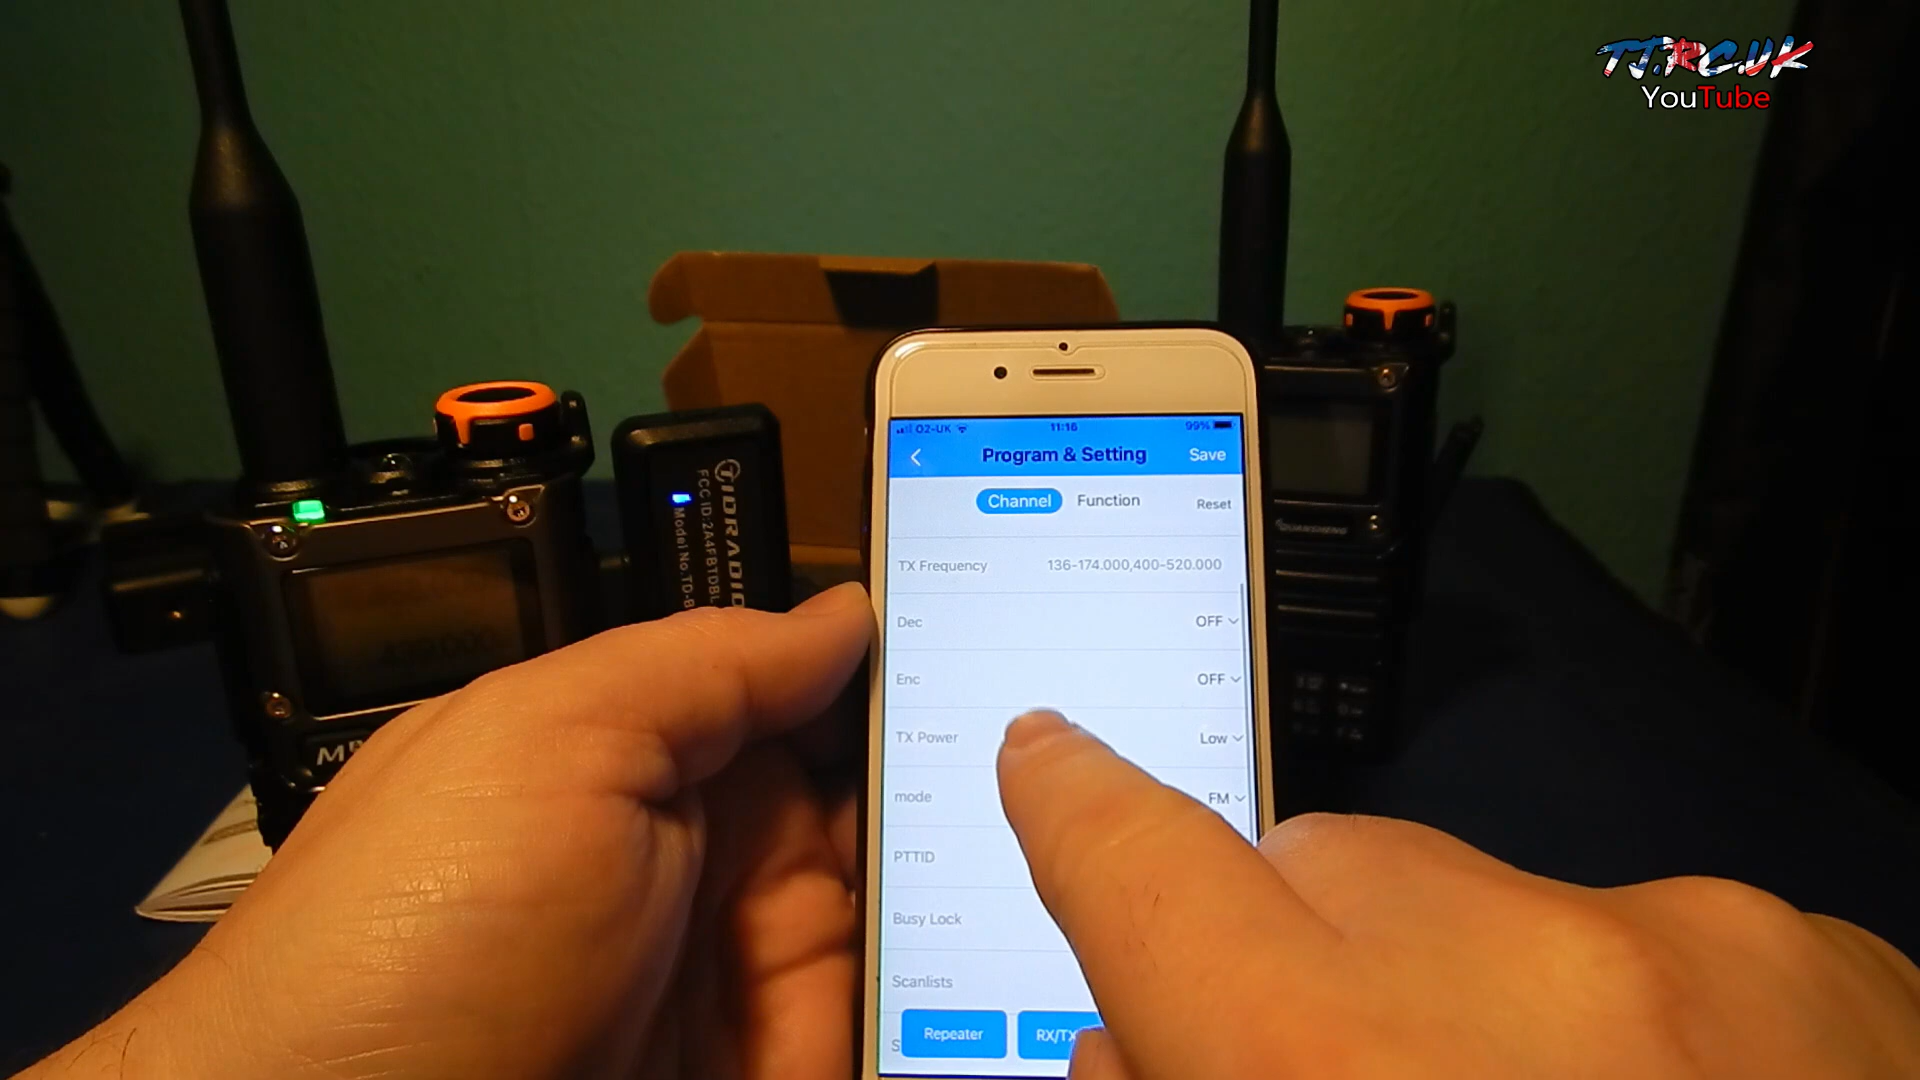 TJ.RC.UK
YouTube
O2-UK
11:16
99%
Program & Setting
Save
Channel
Function
Reset
TX Frequency
136-174.000,400-520.000
Dec
OFF
Enc
OFF
TX Power
Low
mode
FM
PTTID
Busy Lock
Scanlists
Repeater
RX/TX
TIDRADIO
FCC ID:2A4FBTDBL
Model No.TD-B
QUANSHENG